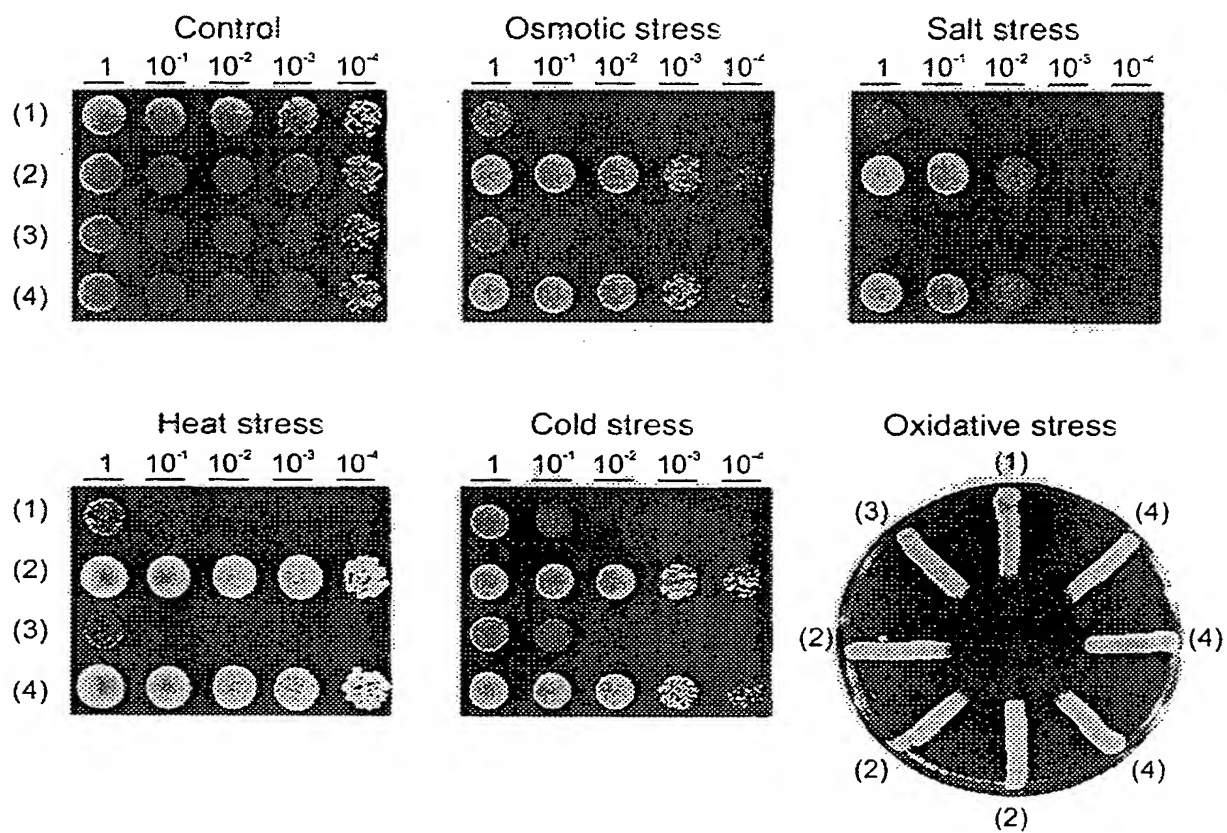 Control Osmotic stress Salt stress
1 10⁻¹ 10⁻² 10⁻³ 10⁻⁴ 1 10⁻¹ 10⁻² 10⁻³ 10⁻⁴ 1 10⁻¹ 10⁻² 10⁻³ 10⁻⁴
(1)
(2)
(3)
(4)
Heat stress Cold stress Oxidative stress
1 10⁻¹ 10⁻² 10⁻³ 10⁻⁴ 1 10⁻¹ 10⁻² 10⁻³ 10⁻⁴ (1)
(1) (3) (4)
(2)
(3) (2) (4)
(4)
(2) (4)
(2)